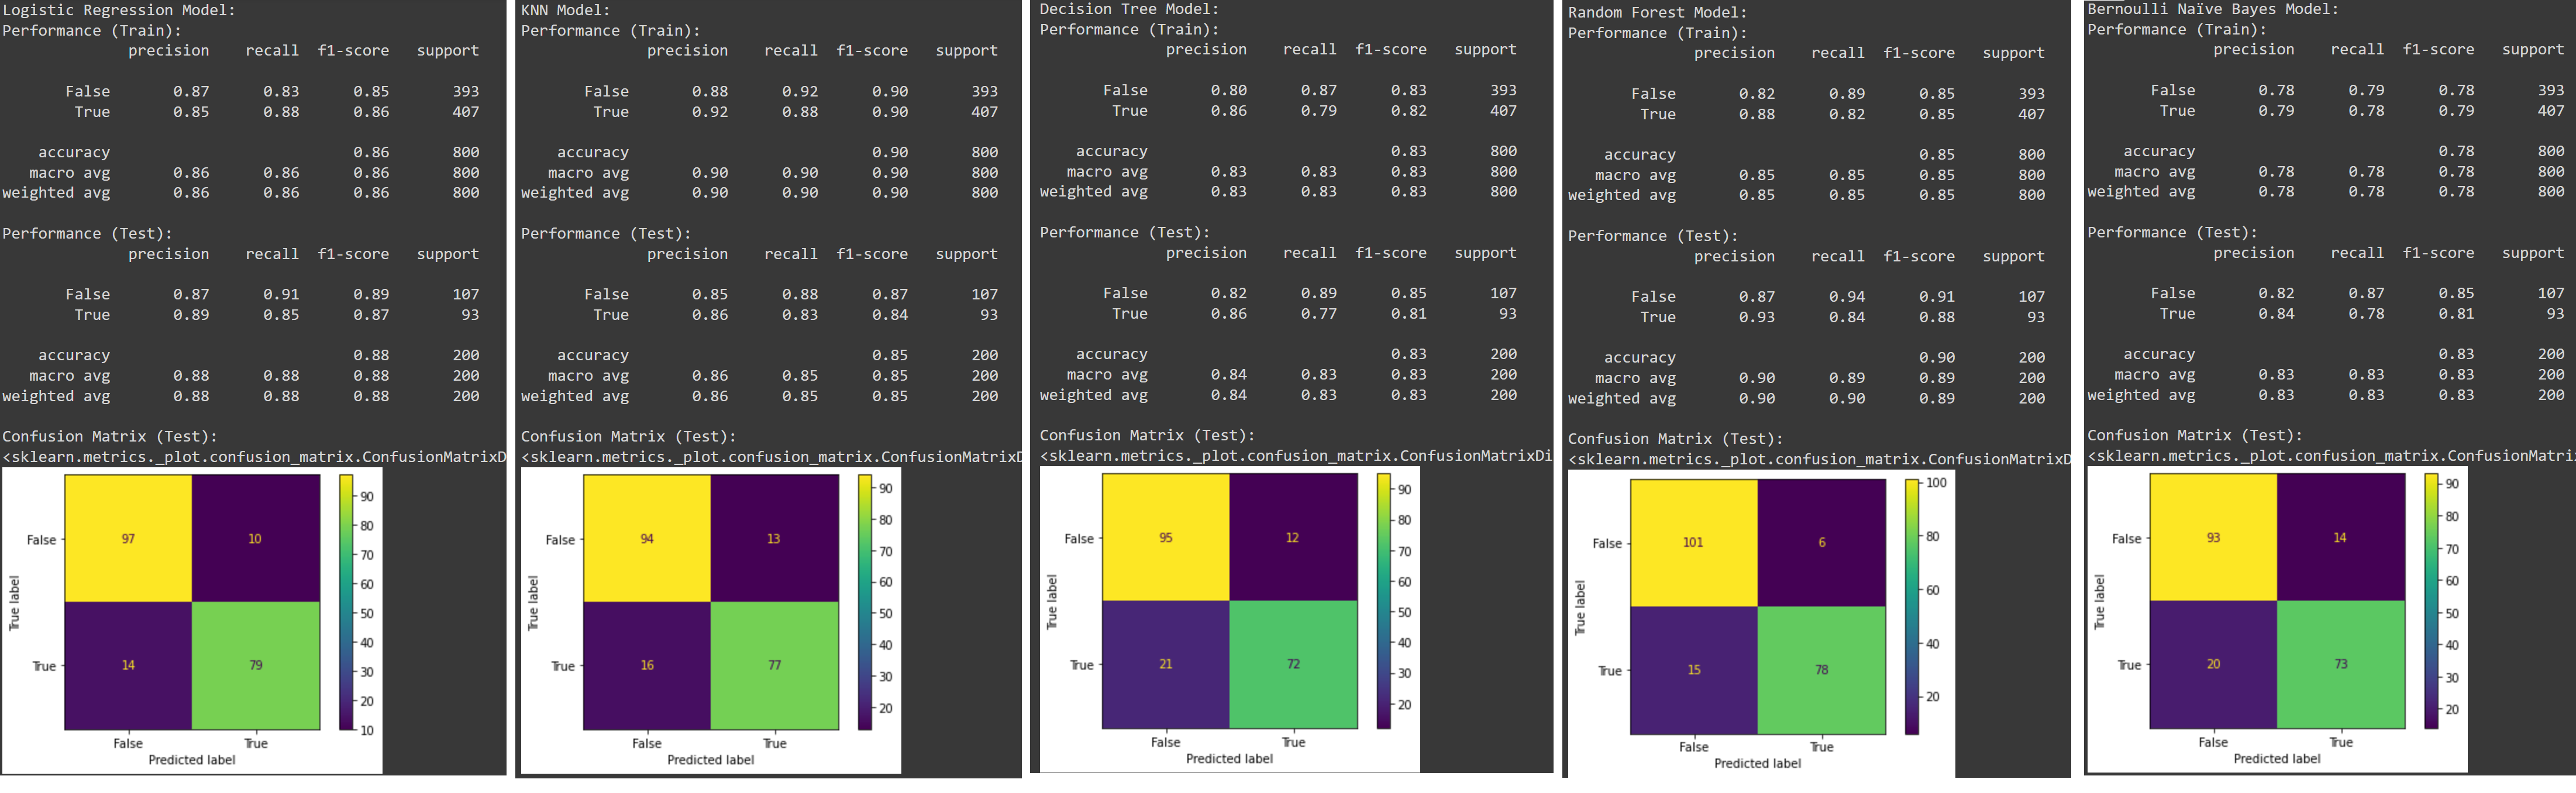 Logistic Regression Model:
Performance (Train):
precision recall f1-score support
False 0.87 0.83 0.85 393
True 0.85 0.88 0.86 407
accuracy 0.86 800
macro avg 0.86 0.86 0.86 800
weighted avg 0.86 0.86 0.86 800
Performance (Test):
precision recall f1-score support
False 0.87 0.91 0.89 107
True 0.89 0.85 0.87 93
accuracy 0.88 200
macro avg 0.88 0.88 0.88 200
weighted avg 0.88 0.88 0.88 200
Confusion Matrix (Test):
<sklearn.metrics._plot.confusion_matrix.ConfusionMatrixD
True label
False 97 10
True 14 79
False True
Predicted label
90
80
70
60
50
40
30
20
10
KNN Model:
Performance (Train):
precision recall f1-score support
False 0.88 0.92 0.90 393
True 0.92 0.88 0.90 407
accuracy 0.90 800
macro avg 0.90 0.90 0.90 800
weighted avg 0.90 0.90 0.90 800
Performance (Test):
precision recall f1-score support
False 0.85 0.88 0.87 107
True 0.86 0.83 0.84 93
accuracy 0.85 200
macro avg 0.86 0.85 0.85 200
weighted avg 0.86 0.85 0.85 200
Confusion Matrix (Test):
<sklearn.metrics._plot.confusion_matrix.ConfusionMatrixD
True label
False 94 13
True 16 77
False True
Predicted label
90
80
70
60
50
40
30
20
Decision Tree Model:
Performance (Train):
precision recall f1-score support
False 0.80 0.87 0.83 393
True 0.86 0.79 0.82 407
accuracy 0.83 800
macro avg 0.83 0.83 0.83 800
weighted avg 0.83 0.83 0.83 800
Performance (Test):
precision recall f1-score support
False 0.82 0.89 0.85 107
True 0.86 0.77 0.81 93
accuracy 0.83 200
macro avg 0.84 0.83 0.83 200
weighted avg 0.84 0.83 0.83 200
Confusion Matrix (Test):
<sklearn.metrics._plot.confusion_matrix.ConfusionMatrixDi
True label
False 95 12
True 21 72
False True
Predicted label
90
80
70
60
50
40
30
20
Random Forest Model:
Performance (Train):
precision recall f1-score support
False 0.82 0.89 0.85 393
True 0.88 0.82 0.85 407
accuracy 0.85 800
macro avg 0.85 0.85 0.85 800
weighted avg 0.85 0.85 0.85 800
Performance (Test):
precision recall f1-score support
False 0.87 0.94 0.91 107
True 0.93 0.84 0.88 93
accuracy 0.90 200
macro avg 0.90 0.89 0.89 200
weighted avg 0.90 0.90 0.89 200
Confusion Matrix (Test):
<sklearn.metrics._plot.confusion_matrix.ConfusionMatrixD
True label
False 101 6
True 15 78
False True
Predicted label
100
80
60
40
20
Bernoulli Naïve Bayes Model:
Performance (Train):
precision recall f1-score support
False 0.78 0.79 0.78 393
True 0.79 0.78 0.79 407
accuracy 0.78 800
macro avg 0.78 0.78 0.78 800
weighted avg 0.78 0.78 0.78 800
Performance (Test):
precision recall f1-score support
False 0.82 0.87 0.85 107
True 0.84 0.78 0.81 93
accuracy 0.83 200
macro avg 0.83 0.83 0.83 200
weighted avg 0.83 0.83 0.83 200
Confusion Matrix (Test):
<sklearn.metrics._plot.confusion_matrix.ConfusionMatri
True label
False 93 14
True 20 73
False True
Predicted label
90
80
70
60
50
40
30
20